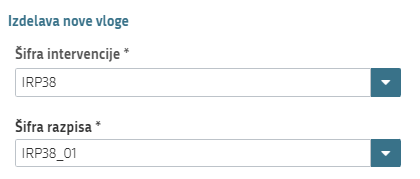 Izdelava nove vloge
Šifra intervencije *
IRP38
Šifra razpisa *
IRP38_01